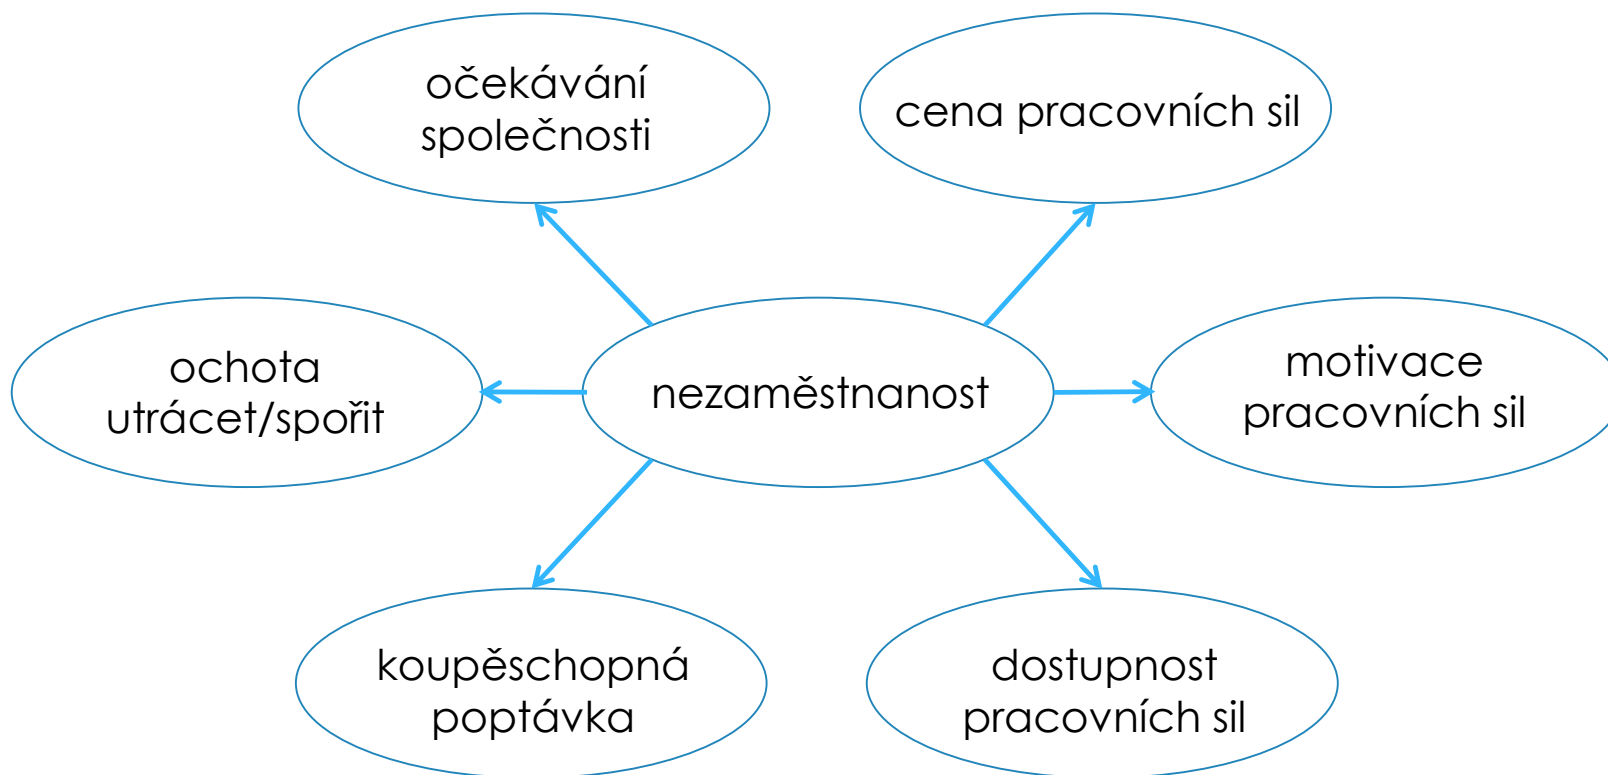 očekávání
společnosti
cena pracovních sil
ochota
utrácet/spořit
nezaměstnanost
motivace
pracovních sil
koupěschopná
poptávka
dostupnost
pracovních sil